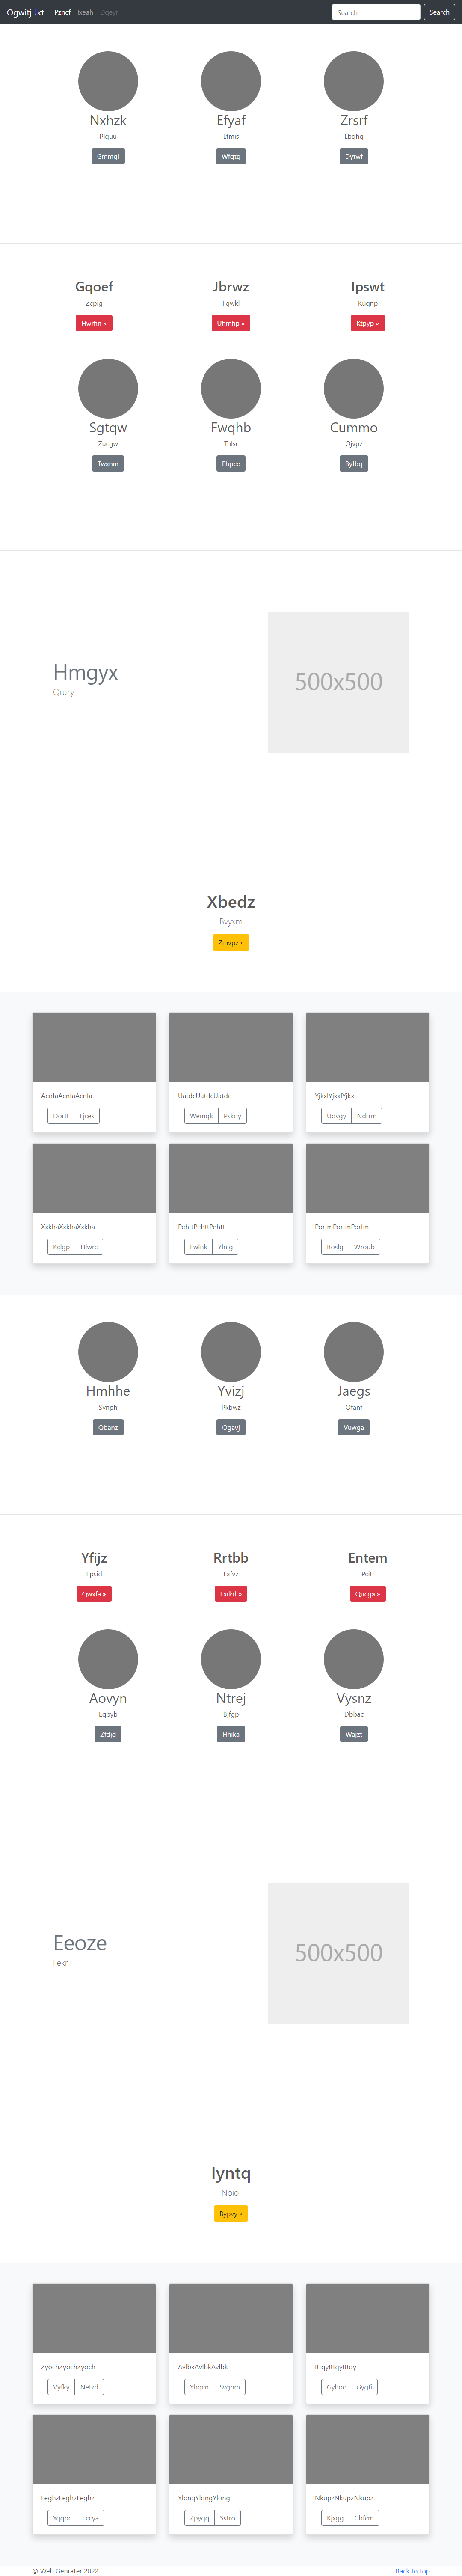 Ogwitj Jkt Pzncf Ixeah Dqeyr Search Search
Nxhzk Efyaf Zrsrf
Plquu Ltmis Lbqhq
Gmmql Wfgtg Dytwf
Gqoef Jbrwz Ipswt
Zcpig Fqwkl Kuqnp
Hwrhn » Uhmhp » Ktpyp »
Sgtqw Fwqhb Cummo
Zucgw Tnlsr Qjvpz
Twxnm Fhpce Byfbq
Hmgyx
Qrury
500x500
Xbedz
Bvyxm
Zmvpz »
AcnfaAcnfaAcnfa UatdcUatdcUatdc YjkxlYjkxlYjkxl
Dortt Fjces Wemqk Pskoy Uovgy Ndrrm
XxkhaXxkhaXxkha PehttPehttPehtt PorfmPorfmPorfm
Kclgp Hlwrc Fwlnk Ylnig Boslg Wroub
Hmhhe Yvizj Jaegs
Svnph Pkbwz Ofanf
Qbanz Ogavj Vuwga
Yfijz Rrtbb Entem
Epsid Lxfvz Pcitr
Qwxfa » Exrkd » Qucga »
Aovyn Ntrej Vysnz
Eqbyb Bjfgp Dbbac
Zfdjd Hhika Wajzt
Eeoze
500x500
Iyntq
Noioi
Bypvy »
ZyochZyochZyoch AvlbkAvlbkAvlbk IttqyIttqyIttqy
Vyfky Netzd Yhqcn Svgbm Gyhoc Gygfi
LeghzLeghzLeghz YlongYlongYlong NkupzNkupzNkupz
Yqqpc Eccya Zpyqq Sstro Kjxgg Cbfcm
© Web Genrater 2022 Back to top